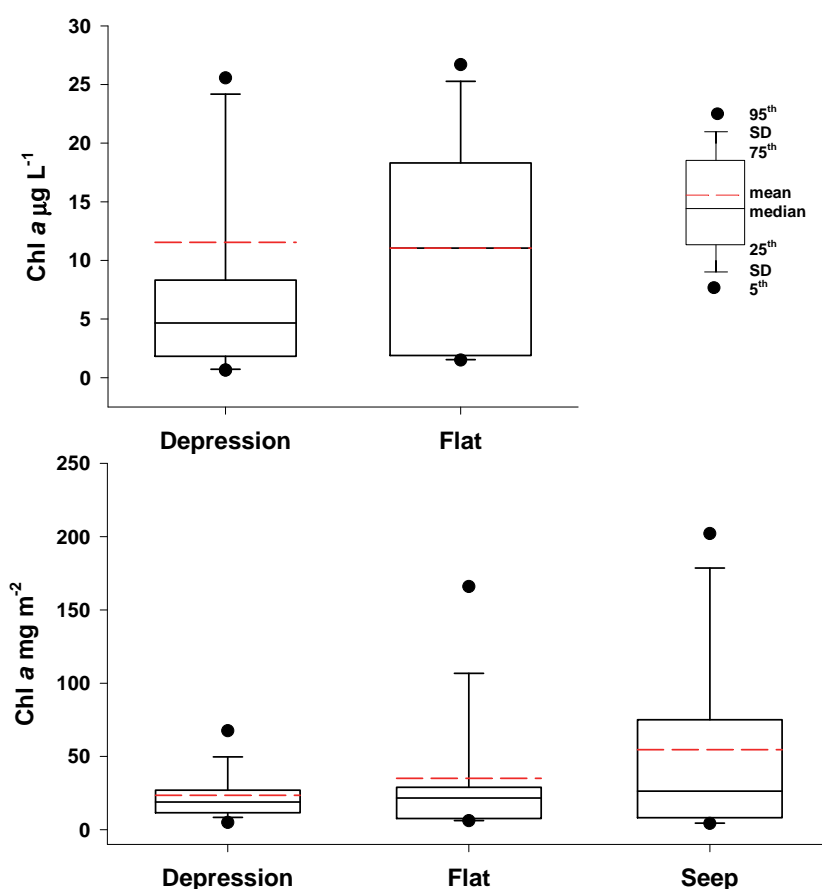 30
25
20
15
10
5
0
Chl a µg L⁻¹
Depression Flat
95th
SD
75th
mean
median
25th
SD
5th
250
200
150
100
50
0
Chl a mg m⁻²
Depression Flat Seep